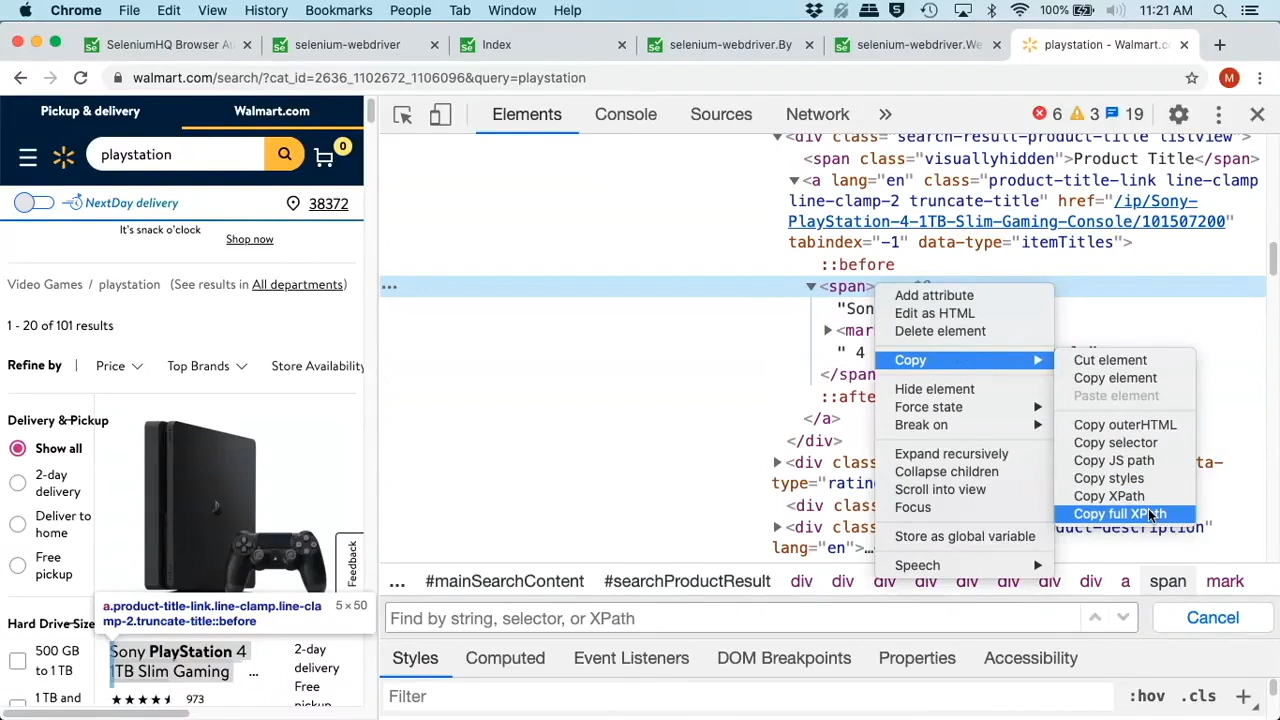 Chrome File Edit View History Bookmarks People Tab Window Help 5 100% 11:21 AM
SeleniumHQ Browser Au × selenium-webdriver × Index × selenium-webdriver.By × selenium-webdriver.We × playstation - Walmart.co × +
walmart.com/search/?cat_id=2636_1102672_1106096&query=playstation M
Pickup & delivery Walmart.com
playstation 0
NextDay delivery 38372
It's snack o'clock
Shop now
Video Games / playstation (See results in All departments)
1 - 20 of 101 results
Refine by | Price Top Brands Store Availability
Delivery & Pickup
Show all
2-day
delivery
Deliver to
home
Free
pickup
Feedback
a.product-title-link.line-clamp.line-cla
mp-2.truncate-title::before
5 × 50
Hard Drive Size
500 GB
to 1 TB
1 TB and
Sony PlayStation 4
1TB Slim Gaming ...
973
2-day
delivery
Free
pickup
Elements Console Sources Network » 6 3 19
▼<div class="search-result-product-title listview">
<span class="visuallyhidden">Product Title</span>
▼<a lang="en" class="product-title-link line-clamp
line-clamp-2 truncate-title" href="/ip/Sony-
PlayStation-4-1TB-Slim-Gaming-Console/101507200"
tabindex="-1" data-type="itemTitles">
::before
... ▼<span>
"Son
▶<mar
" 4
</span
::afte
</a>
</div>
▶<div class ta-
type="ratin
<div class
▶<div class duct-description"
lang="en">…
Add attribute
Edit as HTML
Delete element
Copy ▶
Hide element
Force state ▶
Break on ▶
Expand recursively
Collapse children
Scroll into view
Focus
Store as global variable
Speech ▶
Cut element
Copy element
Paste element
Copy outerHTML
Copy selector
Copy JS path
Copy styles
Copy XPath
Copy full XPath
... #mainSearchContent #searchProductResult div div div div div div div a span mark
Find by string, selector, or XPath Cancel
Styles Computed Event Listeners DOM Breakpoints Properties Accessibility
Filter :hov .cls +